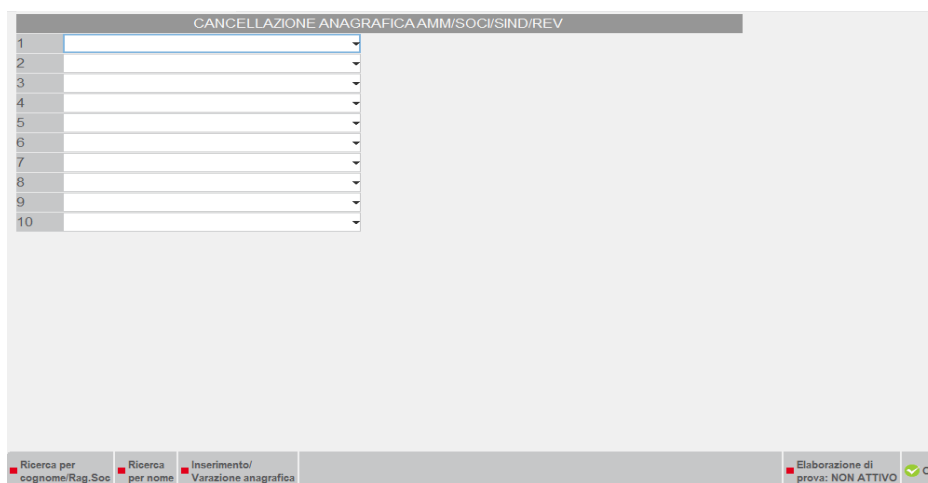 CANCELLAZIONE ANAGRAFICA AMM/SOCI/SIND/REV
1
2
3
4
5
6
7
8
9
10
Ricerca per
cognome/Rag.Soc
Ricerca
per nome
Inserimento/
Varazione anagrafica
Elaborazione di
prova: NON ATTIVO